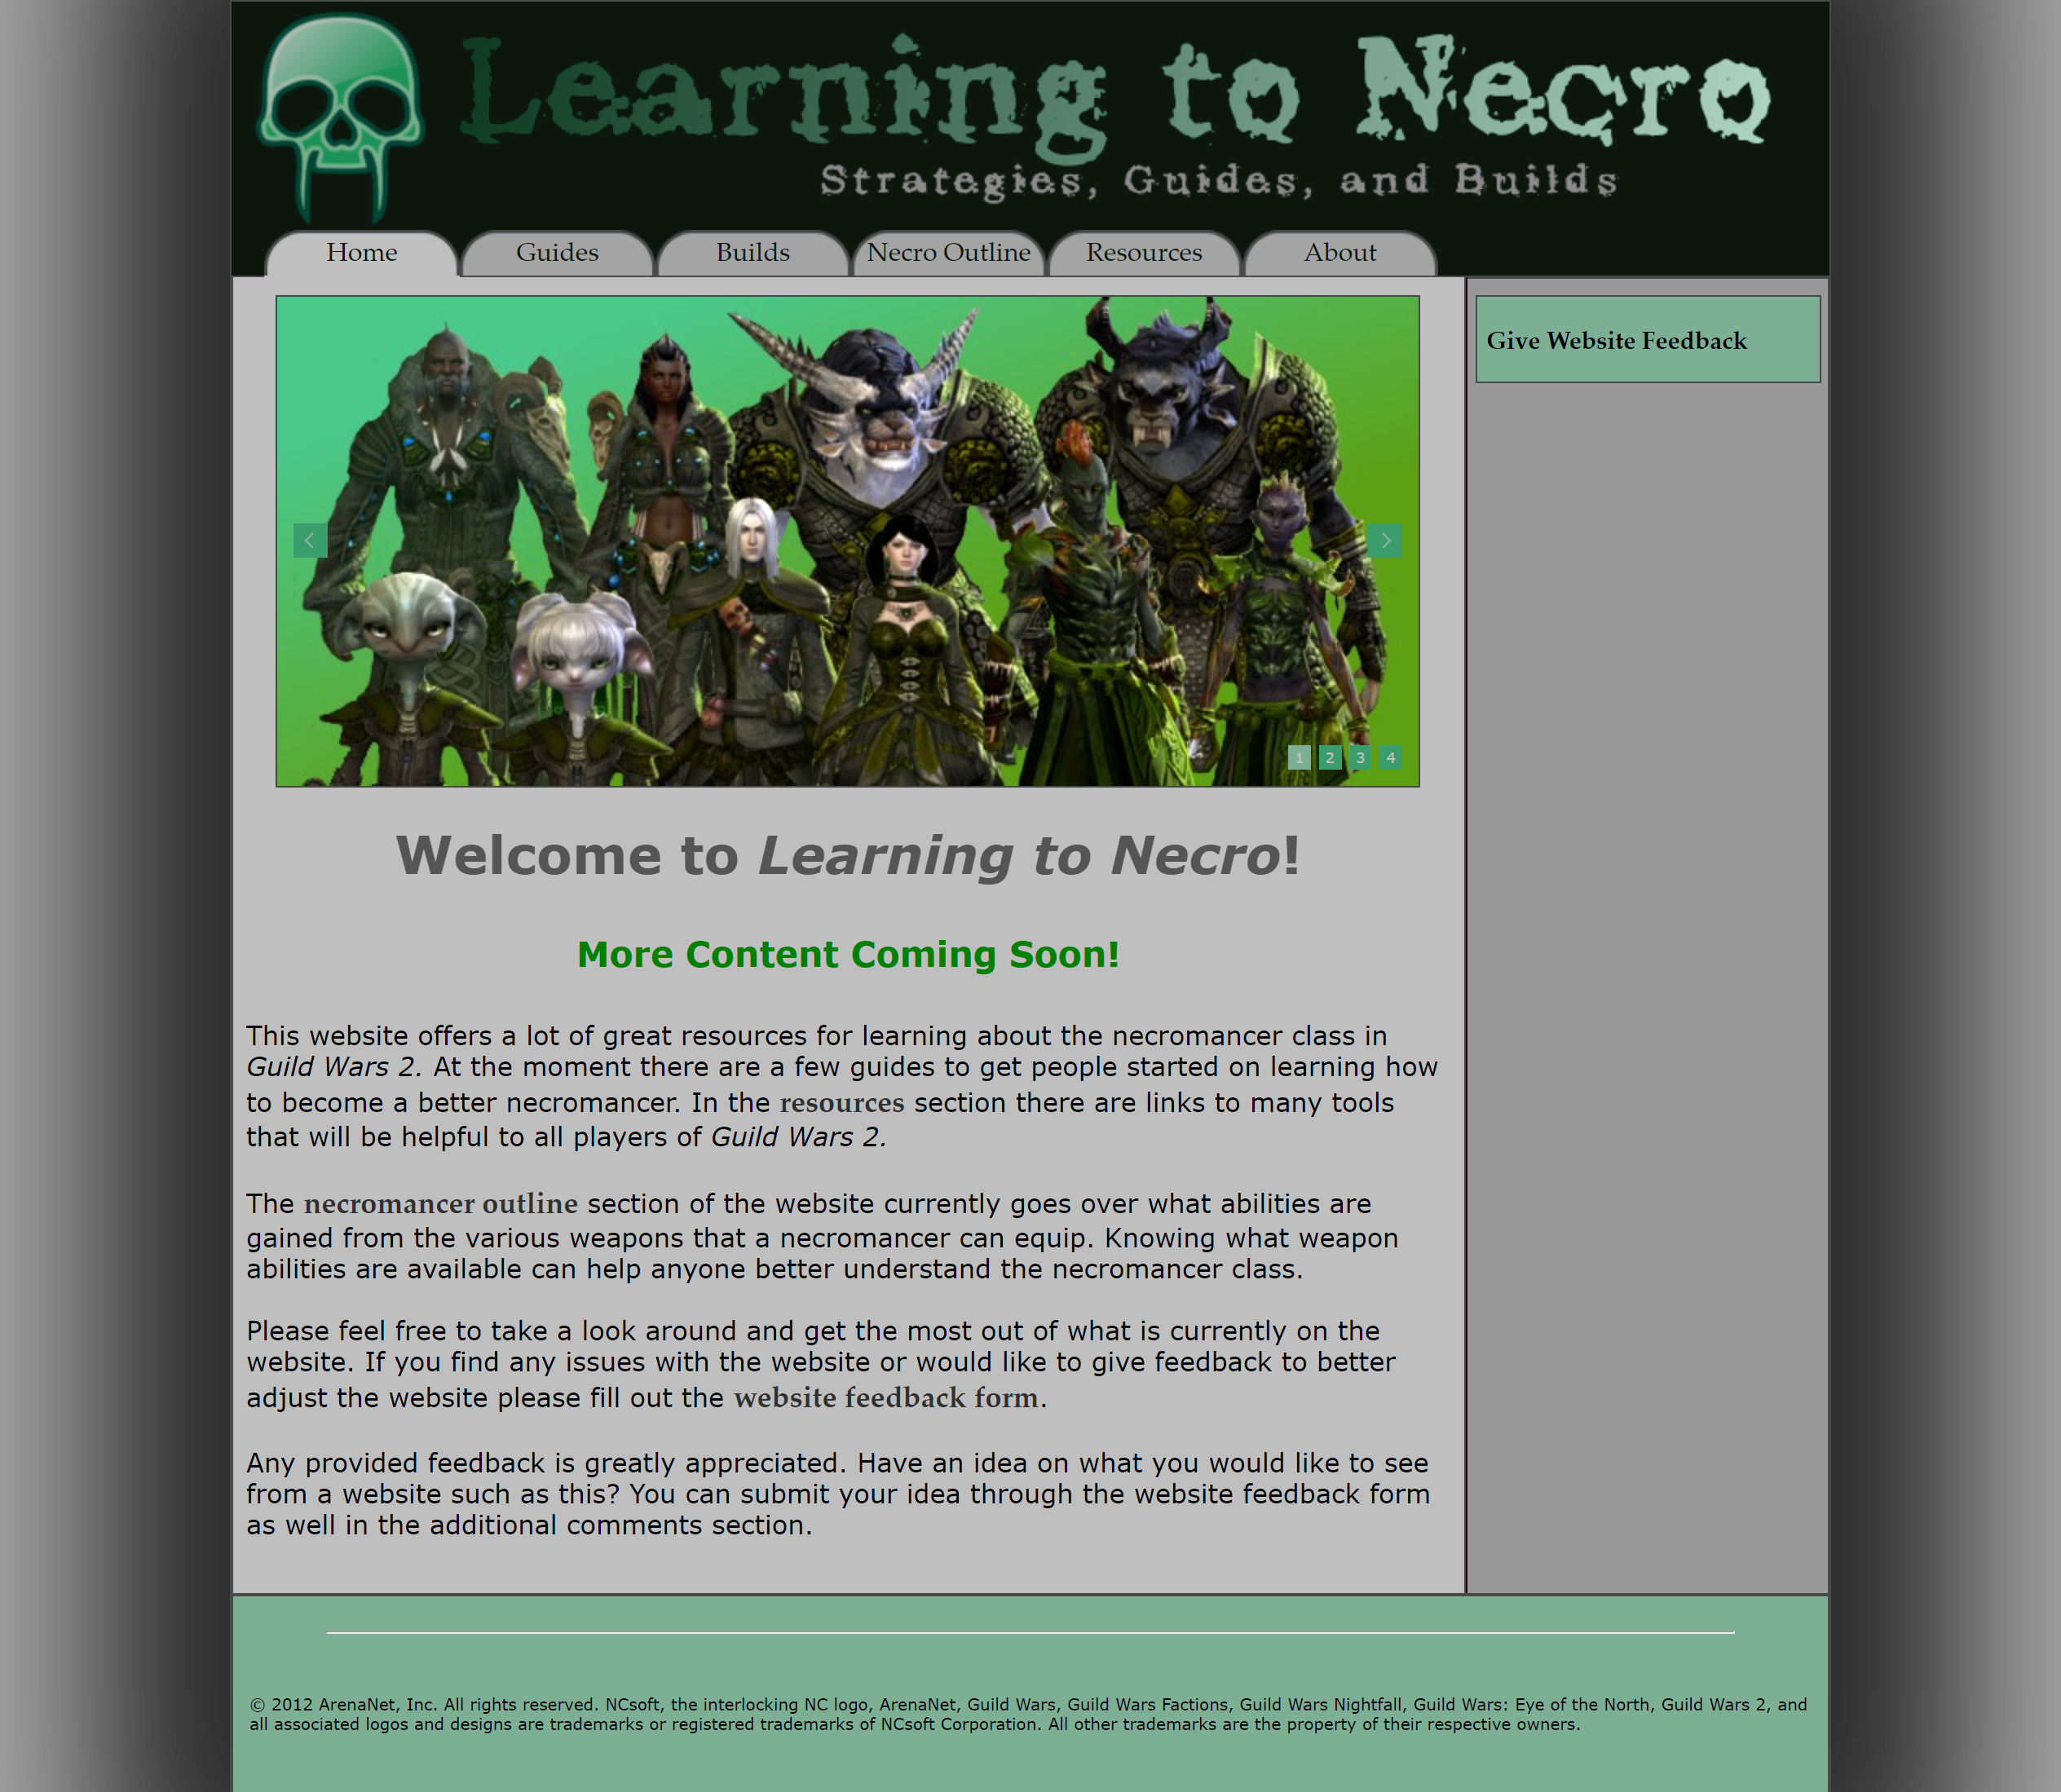 Learning to Necro
Strategies, Guides, and Builds
Home
Guides
Builds
Necro Outline
Resources
About
Give Website Feedback
1 2 3 4
Welcome to Learning to Necro!
More Content Coming Soon!
This website offers a lot of great resources for learning about the necromancer class in
Guild Wars 2. At the moment there are a few guides to get people started on learning how
to become a better necromancer. In the resources section there are links to many tools
that will be helpful to all players of Guild Wars 2.
The necromancer outline section of the website currently goes over what abilities are
gained from the various weapons that a necromancer can equip. Knowing what weapon
abilities are available can help anyone better understand the necromancer class.
Please feel free to take a look around and get the most out of what is currently on the
website. If you find any issues with the website or would like to give feedback to better
adjust the website please fill out the website feedback form.
Any provided feedback is greatly appreciated. Have an idea on what you would like to see
from a website such as this? You can submit your idea through the website feedback form
as well in the additional comments section.
© 2012 ArenaNet, Inc. All rights reserved. NCsoft, the interlocking NC logo, ArenaNet, Guild Wars, Guild Wars Factions, Guild Wars Nightfall, Guild Wars: Eye of the North, Guild Wars 2, and
all associated logos and designs are trademarks or registered trademarks of NCsoft Corporation. All other trademarks are the property of their respective owners.